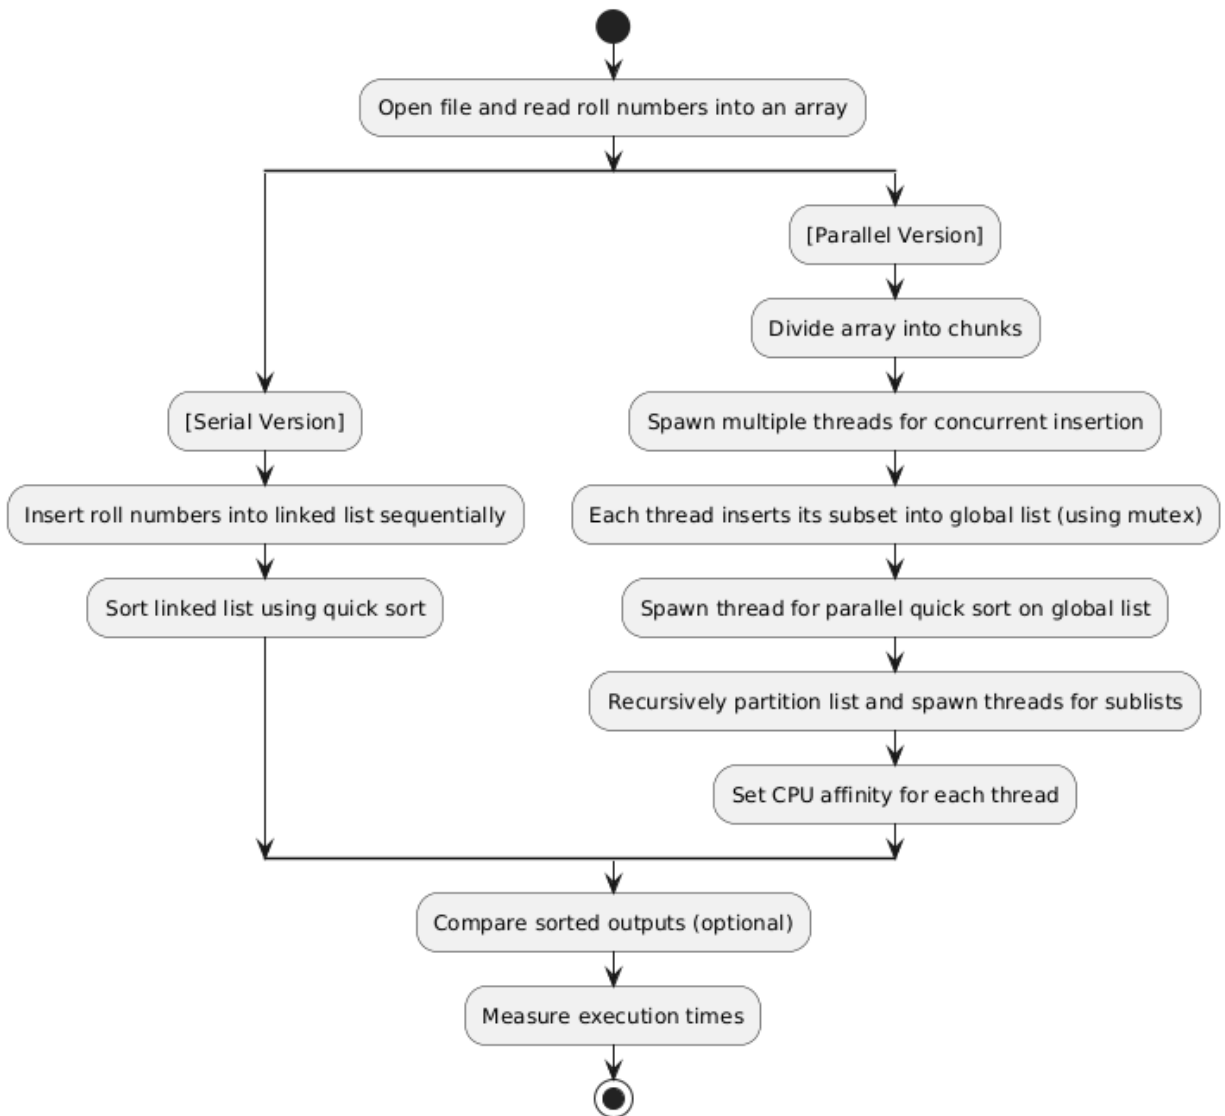 Open file and read roll numbers into an array
[Parallel Version]
Divide array into chunks
[Serial Version]
Spawn multiple threads for concurrent insertion
Insert roll numbers into linked list sequentially
Each thread inserts its subset into global list (using mutex)
Sort linked list using quick sort
Spawn thread for parallel quick sort on global list
Recursively partition list and spawn threads for sublists
Set CPU affinity for each thread
Compare sorted outputs (optional)
Measure execution times